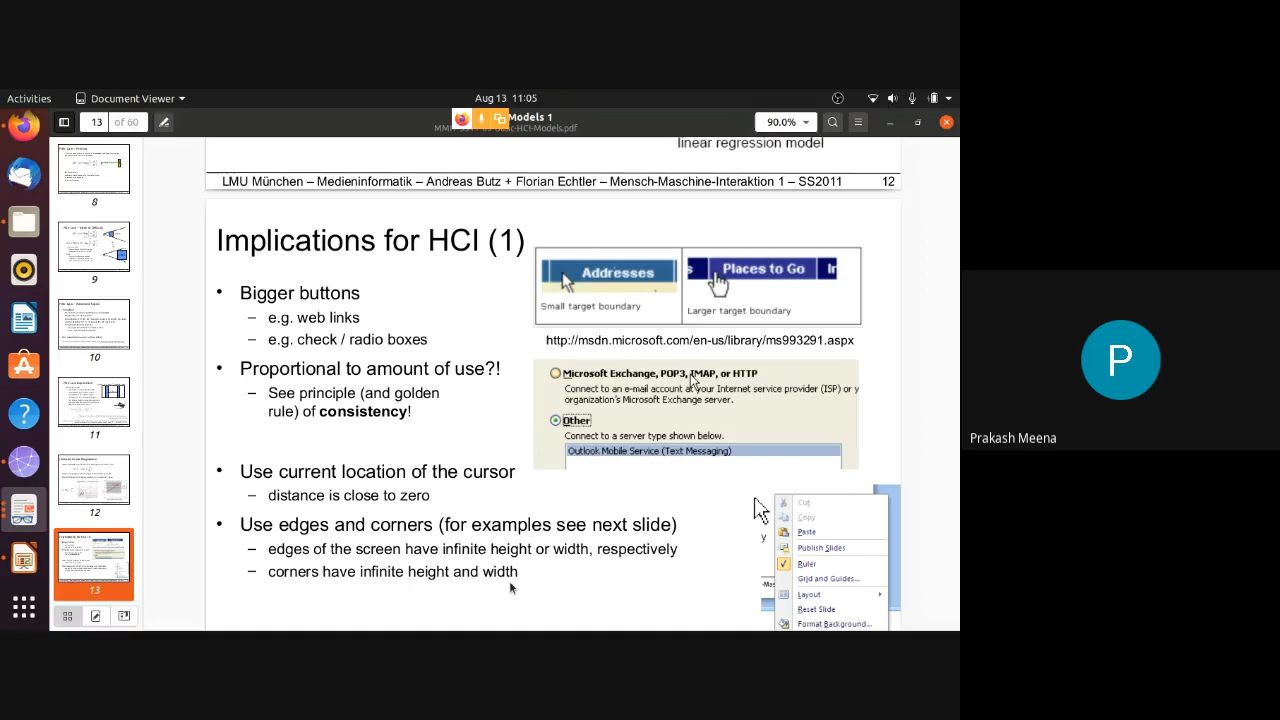 Activities
Document Viewer
Aug 13 11:05
13 of 60
Models 1
90.0%
linear regression model
LMU München – Medieninformatik – Andreas Butz + Florian Echtler – Mensch-Maschine-Interaktion 1 – SS2011 12
8
9
10
11
12
13
Implications for HCI (1)
• Bigger buttons
– e.g. web links
– e.g. check / radio boxes
• Proportional to amount of use?!
– See principle (and golden
rule) of consistency!
• Use current location of the cursor
– distance is close to zero
• Use edges and corners (for examples see next slide)
– edges of the screen have infinite height or width, respectively
– corners have infinite height and width
Addresses
Small target boundary
s Places to Go
Larger target boundary
http://msdn.microsoft.com/en-us/library/ms993291.aspx
Microsoft Exchange, POP3, IMAP, or HTTP
Connect to an e-mail account at your Internet service provider (ISP) or y
organization's Microsoft Exchange server.
Other
Connect to a server type shown below.
Outlook Mobile Service (Text Messaging)
y
Cut
Copy
Paste
Publish Slides
Ruler
Grid and Guides...
Layout
Reset Slide
Format Background...
P
Prakash Meena